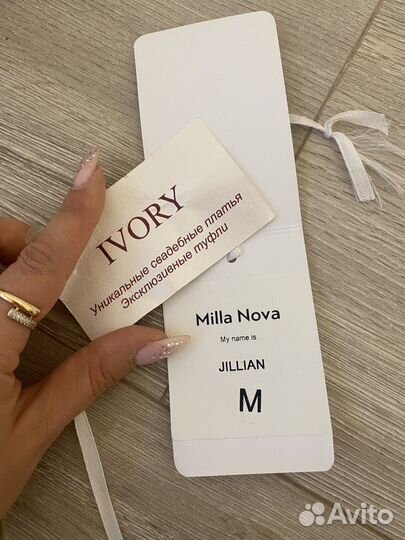 IVORY
Уникальные свадебные платья
Эксклюзивные туфли
Milla Nova
My name is
JILLIAN
M
Avito